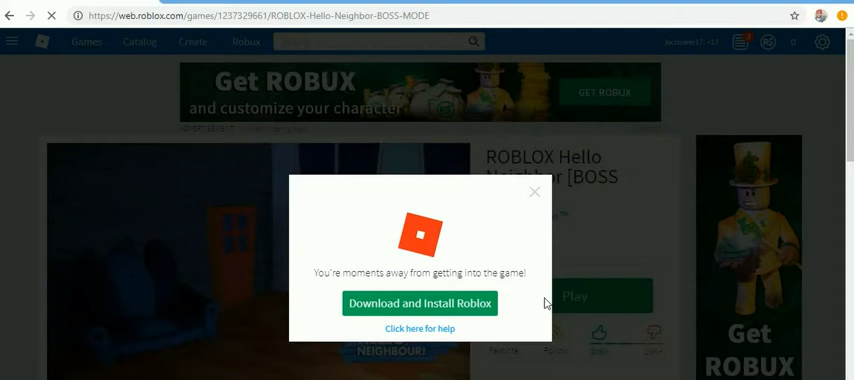 https://web.roblox.com/games/1237329661/ROBLOX-Hello-Neighbor-BOSS-MODE
Games Catalog Create Robux
Get ROBUX
and customize your character
GET ROBUX
ROBLOX Hello
Neighbor [BOSS
You're moments away from getting into the game!
Download and Install Roblox
Click here for help
Play
Favorite
NEIGHBOUR!
Get
ROBUX